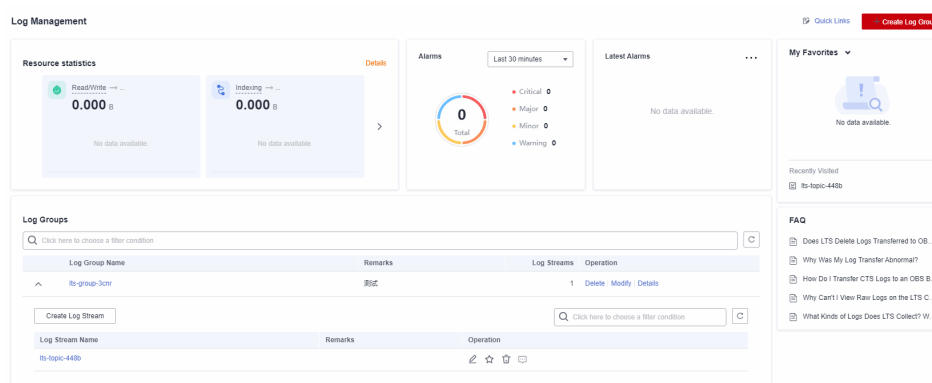 Log Management
Quick Links
Create Log Grou
Resource statistics
Details
Read/Write → ...
0.000 B
No data available.
Indexing → ...
0.000 B
No data available.
Alarms
Last 30 minutes
0
Total
Critical 0
Major 0
Minor 0
Warning 0
Latest Alarms
...
No data available.
My Favorites
No data available.
Recently Visited
lts-topic-448b
FAQ
Does LTS Delete Logs Transferred to OB...
Why Was My Log Transfer Abnormal?
How Do I Transfer CTS Logs to an OBS B...
Why Can't I View Raw Logs on the LTS C...
What Kinds of Logs Does LTS Collect? W...
Log Groups
Click here to choose a filter condition
Log Group Name Remarks Log Streams Operation
lts-group-3cnr 测试 1 Delete Modify Details
Create Log Stream
Click here to choose a filter condition
Log Stream Name Remarks Operation
lts-topic-448b